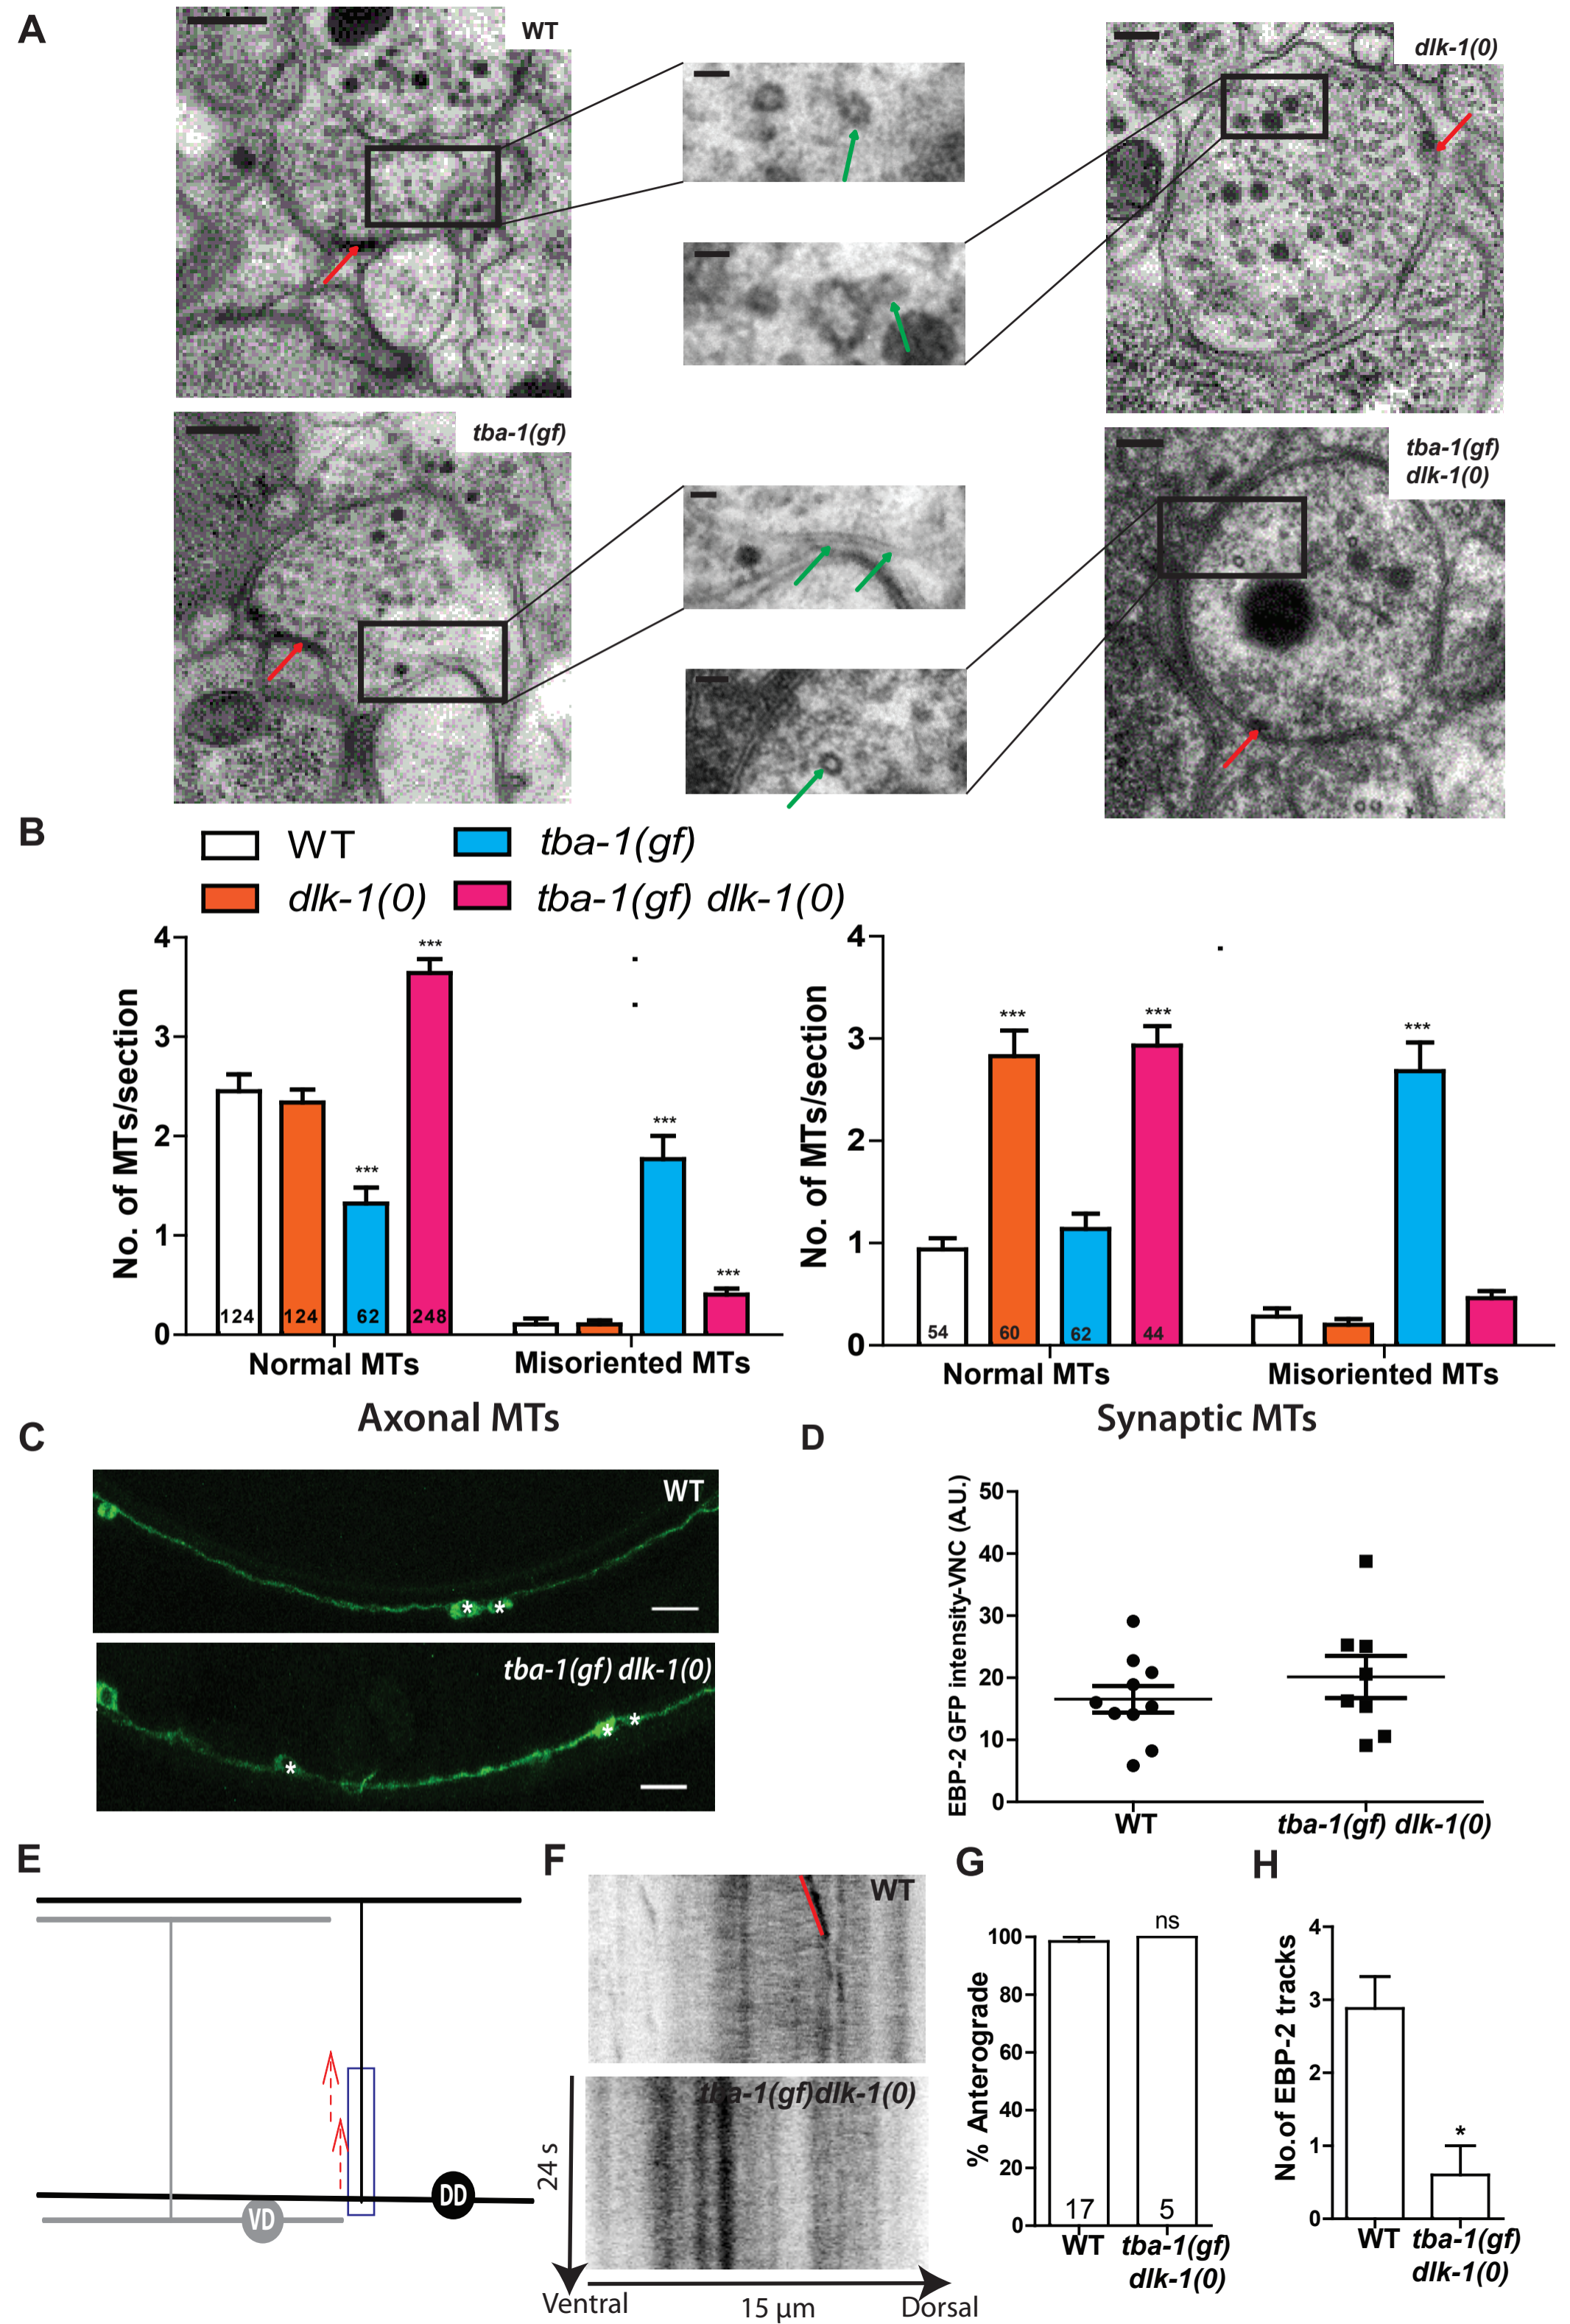 A
WT
dlk-1(0)
tba-1(gf)
tba-1(gf)
dlk-1(0)
B
WT
tba-1(gf)
dlk-1(0)
tba-1(gf) dlk-1(0)
No. of MTs/section
4
3
2
1
0
***
***
***
***
124
124
62
248
Normal MTs
Misoriented MTs
Axonal MTs
No. of MTs/section
4
3
2
1
0
***
***
***
54
60
62
44
Normal MTs
Misoriented MTs
Synaptic MTs
C
WT
* *
tba-1(gf) dlk-1(0)
* * *
D
EBP-2 GFP intensity-VNC (A.U.)
50
40
30
20
10
0
WT
tba-1(gf) dlk-1(0)
E
DD
VD
F
WT
tba-1(gf)dlk-1(0)
24 s
Ventral
15 µm
Dorsal
G
% Anterograde
100
80
60
40
20
0
ns
17
5
WT
tba-1(gf)
dlk-1(0)
H
No.of EBP-2 tracks
4
3
2
1
0
*
WT
tba-1(gf)
dlk-1(0)